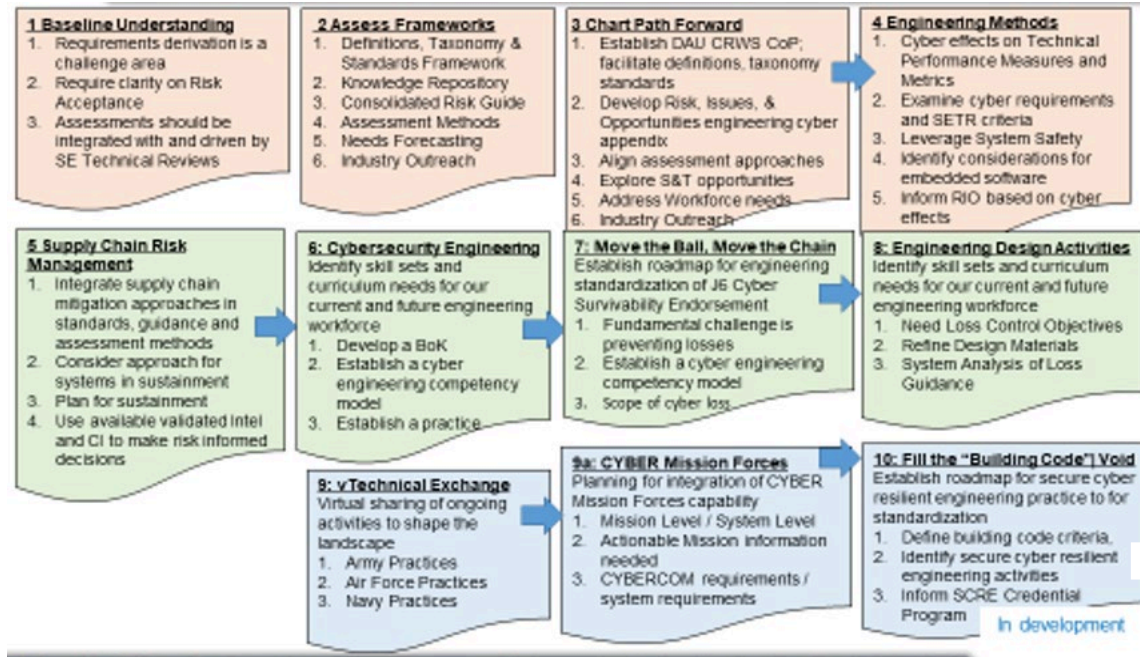 1 Baseline Understanding
1. Requirements derivation is a
challenge area
2. Require clarity on Risk
Acceptance
3. Assessments should be
integrated with and driven by
SE Technical Reviews
2 Assess Frameworks
1. Definitions, Taxonomy &
Standards Framework
2. Knowledge Repository
3. Consolidated Risk Guide
4. Assessment Methods
5. Needs Forecasting
6. Industry Outreach
3 Chart Path Forward
1. Establish DAU CRWS CoP;
facilitate definitions, taxonomy
standards
2. Develop Risk, Issues, &
Opportunities engineering cyber
appendix
3. Align assessment approaches
4. Explore S&T opportunities
5. Address Workforce needs
6. Industry Outreach
4 Engineering Methods
1. Cyber effects on Technical
Performance Measures and
Metrics
2. Examine cyber requirements
and SETR criteria
3. Leverage System Safety
4. Identify considerations for
embedded software
5. Inform RIO based on cyber
effects
5 Supply Chain Risk
Management
1. Integrate supply chain
mitigation approaches in
standards, guidance and
assessment methods
2. Consider approach for
systems in sustainment
3. Plan for sustainment
4. Use available validated Intel
and CI to make risk informed
decisions
6: Cybersecurity Engineering
Identify skill sets and
curriculum needs for our
current and future engineering
workforce
1. Develop a BoK
2. Establish a cyber
engineering competency
model
3. Establish a practice
7: Move the Ball, Move the Chain
Establish roadmap for engineering
standardization of J6 Cyber
Survivability Endorsement
1. Fundamental challenge is
preventing losses
2. Establish a cyber engineering
competency model
3. Scope of cyber loss
8: Engineering Design Activities
Identify skill sets and curriculum
needs for our current and future
engineering workforce
1. Need Loss Control Objectives
2. Refine Design Materials
3. System Analysis of Loss
Guidance
9: vTechnical Exchange
Virtual sharing of ongoing
activities to shape the
landscape
1. Army Practices
2. Air Force Practices
3. Navy Practices
9a: CYBER Mission Forces
Planning for integration of CYBER
Mission Forces capability
1. Mission Level / System Level
2. Actionable Mission information
needed
3. CYBERCOM requirements /
system requirements
10: Fill the "Building Code"| Void
Establish roadmap for secure cyber
resilient engineering practice to for
standardization
1. Define building code criteria,
2. Identify secure cyber resilient
engineering activities
3. Inform SCRE Credential
Program
In development